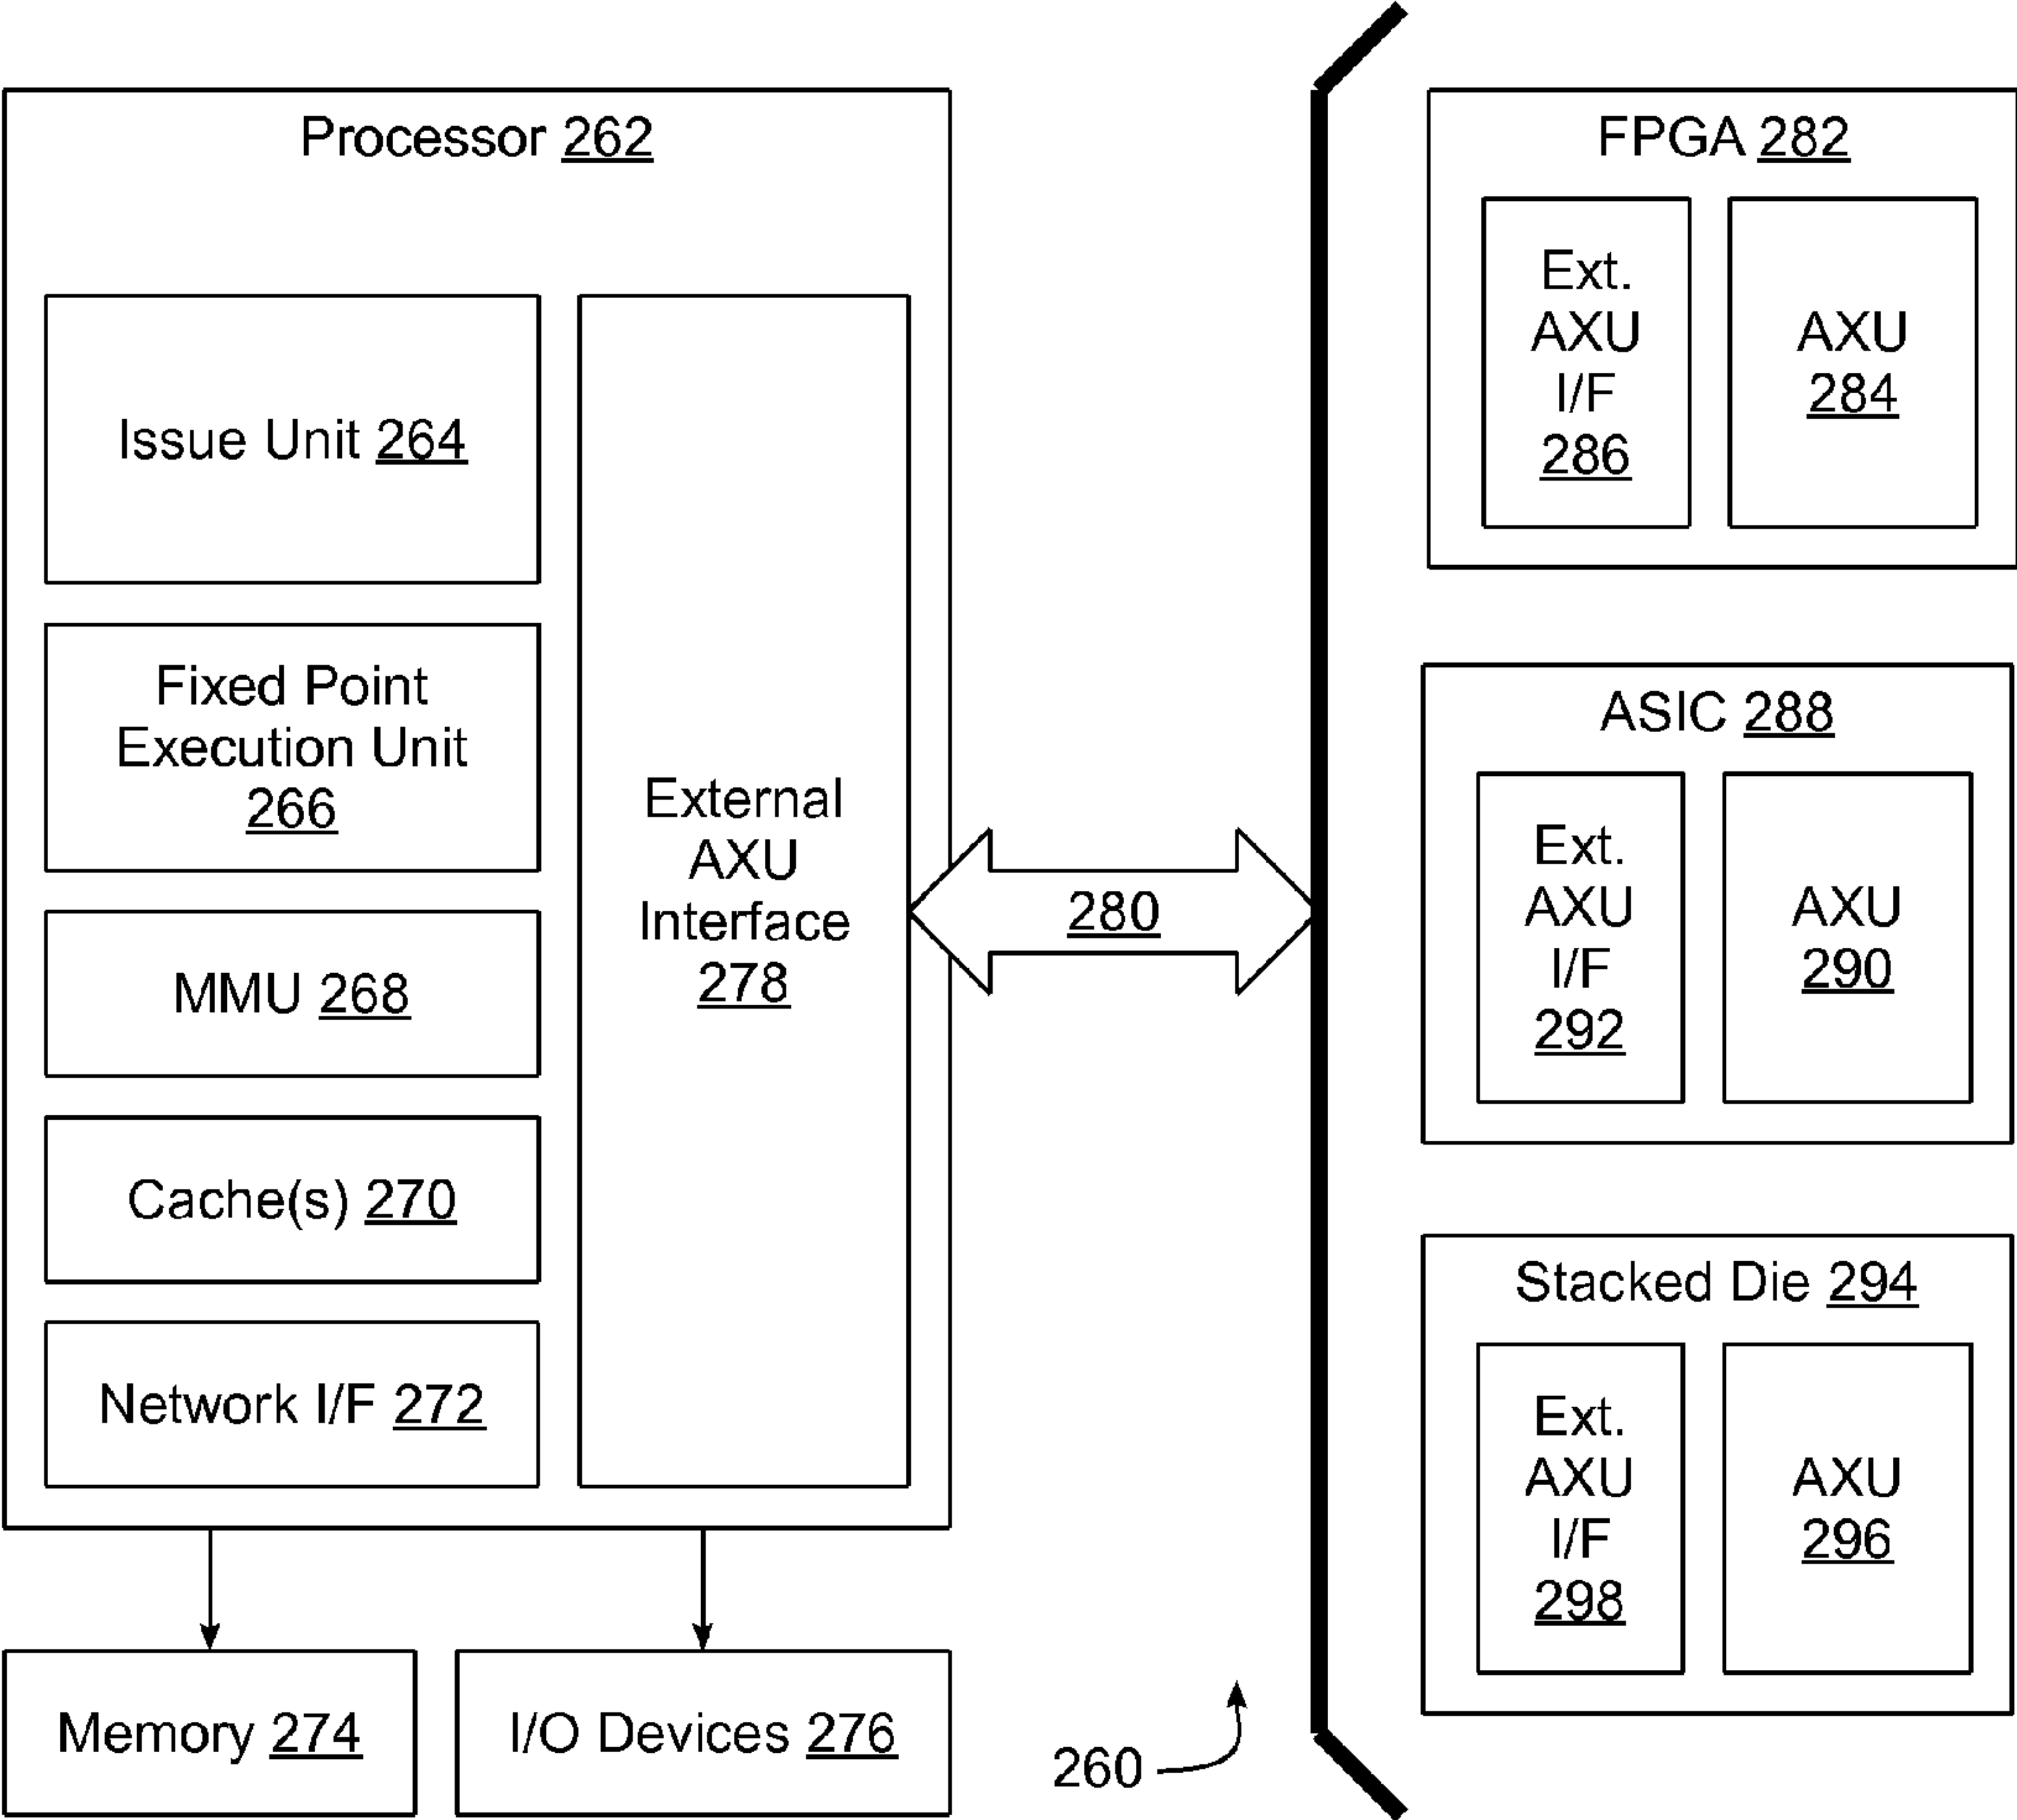 Processor 262
Issue Unit 264
Fixed Point
Execution Unit
266
MMU 268
Cache(s) 270
Network I/F 272
External
AXU
Interface
278
Memory 274
I/O Devices 276
280
260
FPGA 282
Ext.
AXU
I/F
286
AXU
284
ASIC 288
Ext.
AXU
I/F
292
AXU
290
Stacked Die 294
Ext.
AXU
I/F
298
AXU
296